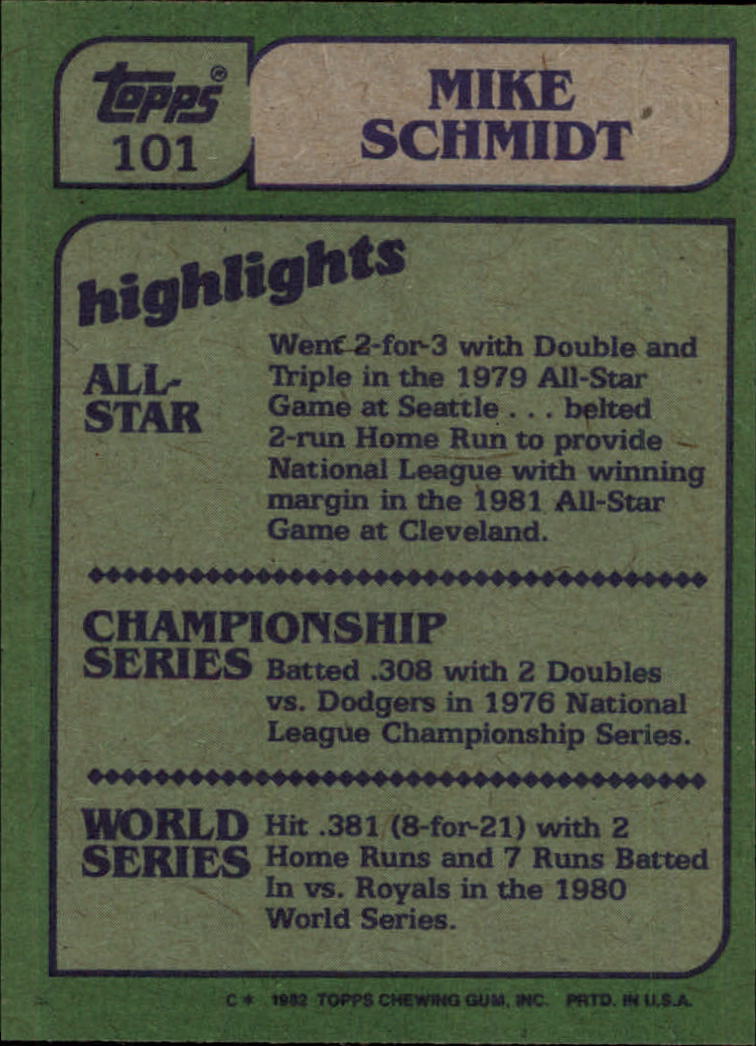 TOPPS®
101
MIKE
SCHMIDT
highlights
ALL-
STAR
Went 2-for-3 with Double and
Triple in the 1979 All-Star
Game at Seattle . . . belted
2-run Home Run to provide
National League with winning
margin in the 1981 All-Star
Game at Cleveland.
CHAMPIONSHIP
SERIES
Batted .308 with 2 Doubles
vs. Dodgers in 1976 National
League Championship Series.
WORLD
SERIES
Hit .381 (8-for-21) with 2
Home Runs and 7 Runs Batted
In vs. Royals in the 1980
World Series.
C * 1982 TOPPS CHEWING GUM, INC. PRTD. IN U.S.A.